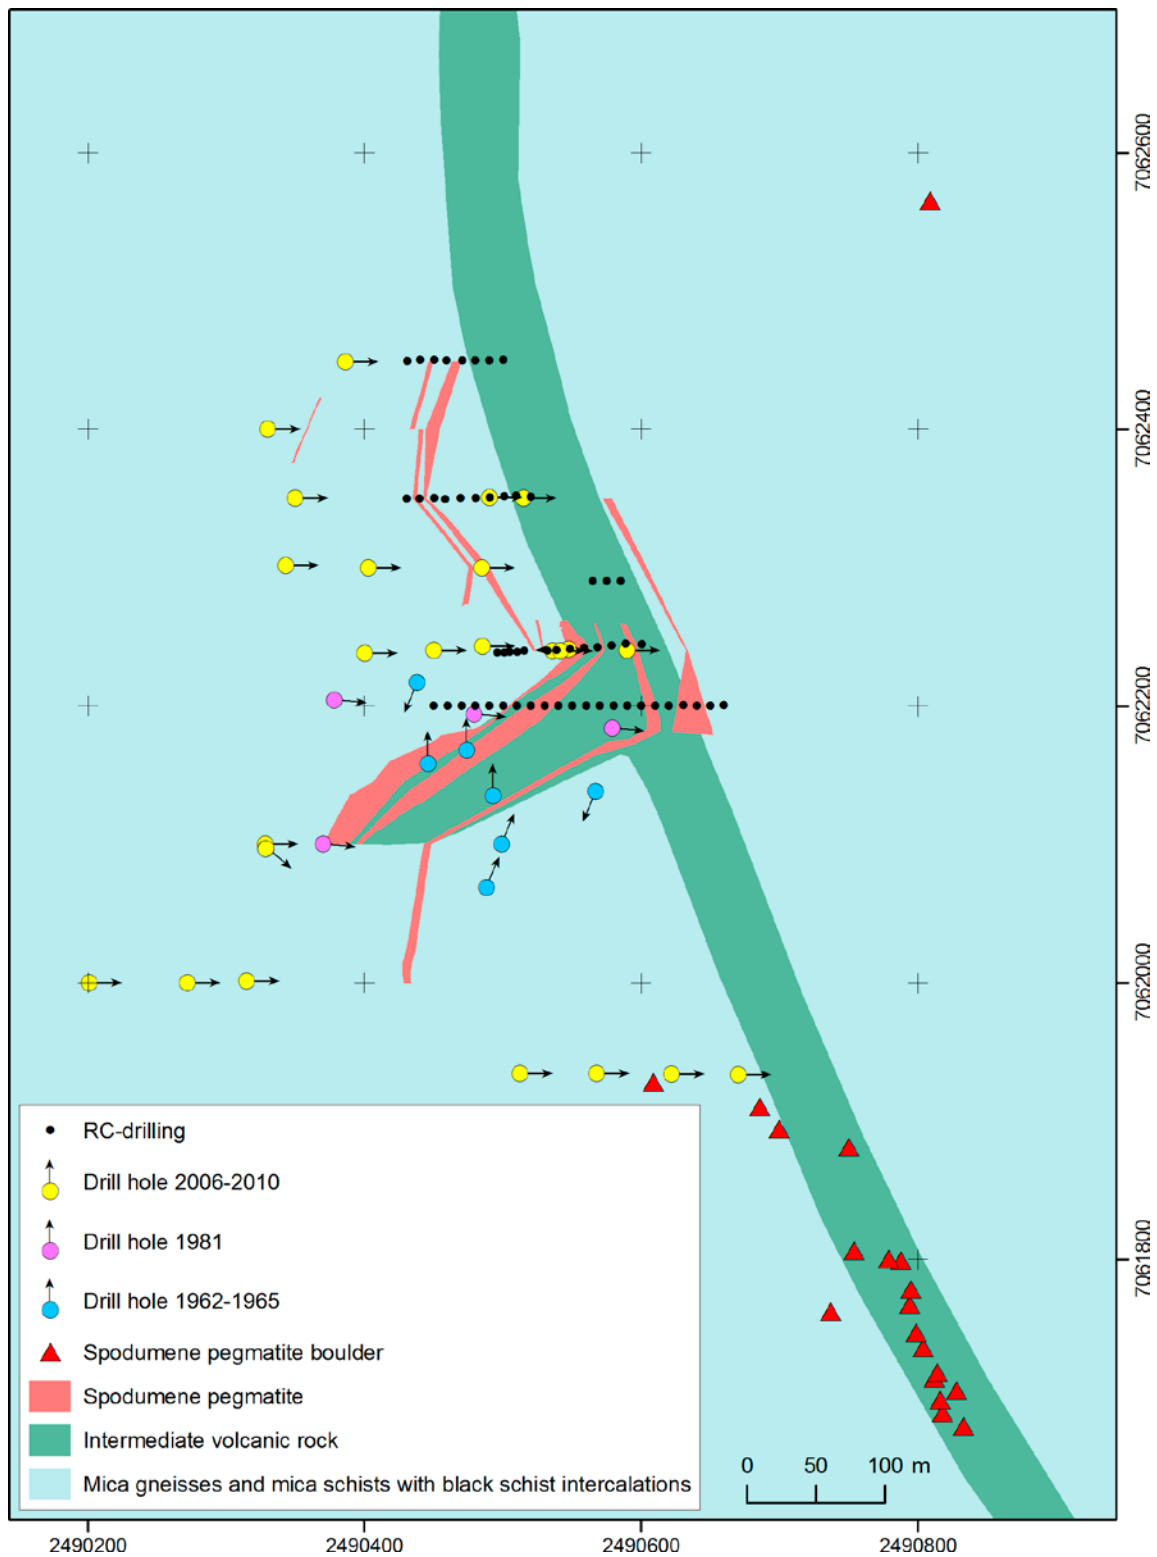 7062600
7062400
7062200
7062000
7061800
RC-drilling
Drill hole 2006-2010
Drill hole 1981
Drill hole 1962-1965
Spodumene pegmatite boulder
Spodumene pegmatite
Intermediate volcanic rock
Mica gneisses and mica schists with black schist intercalations
0 50 100 m
2490200 2490400 2490600 2490800